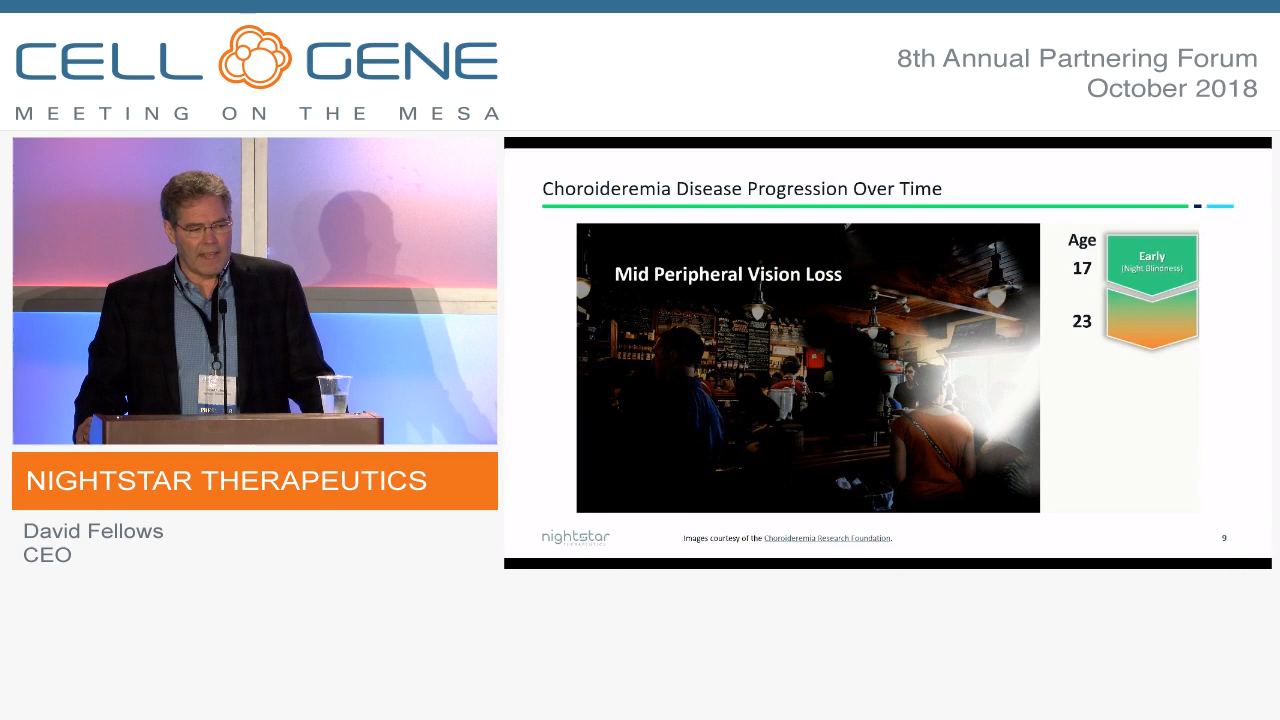 CELL GENE
MEETING ON THE MESA
8th Annual Partnering Forum
October 2018
NIGHTSTAR THERAPEUTICS
David Fellows
CEO
Choroideremia Disease Progression Over Time
Mid Peripheral Vision Loss
Age
17
Early
(Night Blindness)
23
nightstar
THERAPEUTICS
Images courtesy of the Choroideremia Research Foundation.
9